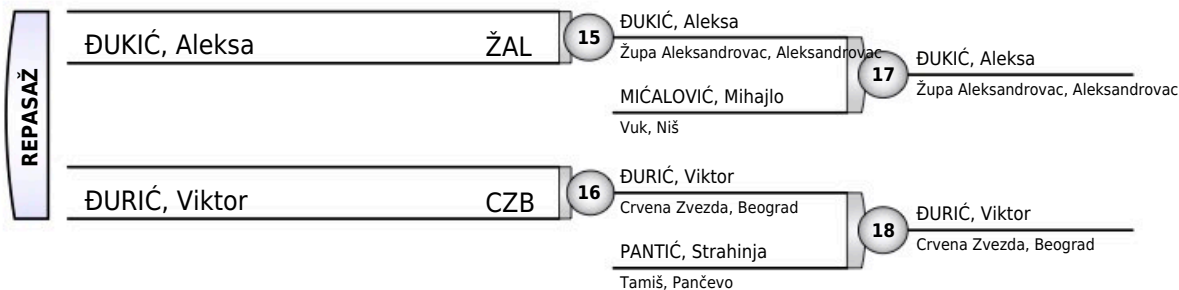 REPASAŽ
ĐUKIĆ, Aleksa ŽAL
15
ĐUKIĆ, Aleksa
Župa Aleksandrovac, Aleksandrovac
MIĆALOVIĆ, Mihajlo
Vuk, Niš
17
ĐUKIĆ, Aleksa
Župa Aleksandrovac, Aleksandrovac
ĐURIĆ, Viktor CZB
16
ĐURIĆ, Viktor
Crvena Zvezda, Beograd
PANTIĆ, Strahinja
Tamiš, Pančevo
18
ĐURIĆ, Viktor
Crvena Zvezda, Beograd